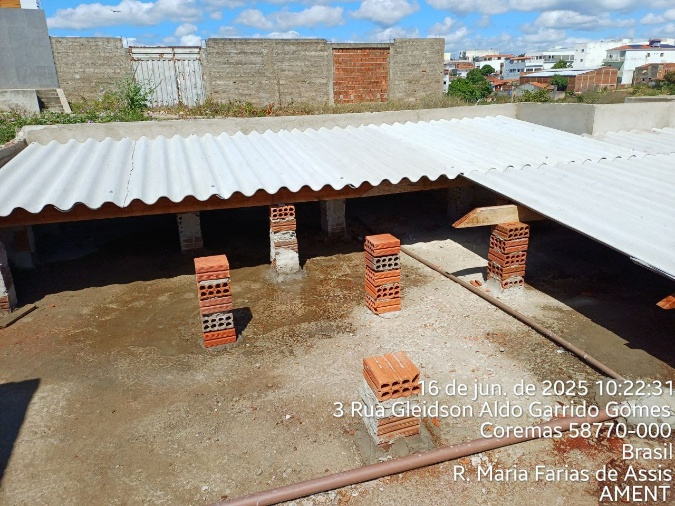 16 de jun. de 2025 10:22:31
3 Rua Gleidson Aldo Garrido Gomes
Coremas 58770-000
Brasil
R. Maria Farias de Assis
AMENT